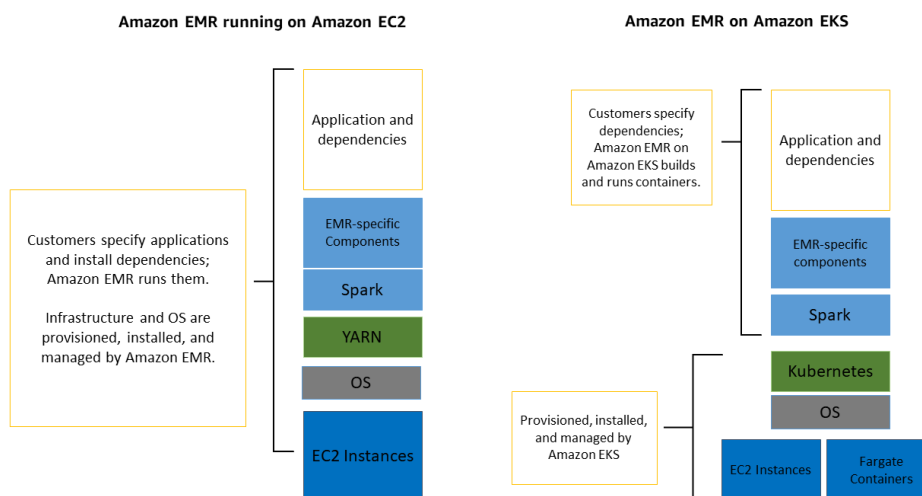 Amazon EMR running on Amazon EC2
Application and
dependencies
Customers specify applications
and install dependencies;
Amazon EMR runs them.
Infrastructure and OS are
provisioned, installed, and
managed by Amazon EMR.
EMR-specific
Components
Spark
YARN
OS
EC2 Instances
Amazon EMR on Amazon EKS
Customers specify
dependencies;
Amazon EMR on
Amazon EKS builds
and runs containers.
Application and
dependencies
EMR-specific
components
Spark
Kubernetes
OS
Provisioned, installed,
and managed by
Amazon EKS
EC2 Instances
Fargate
Containers